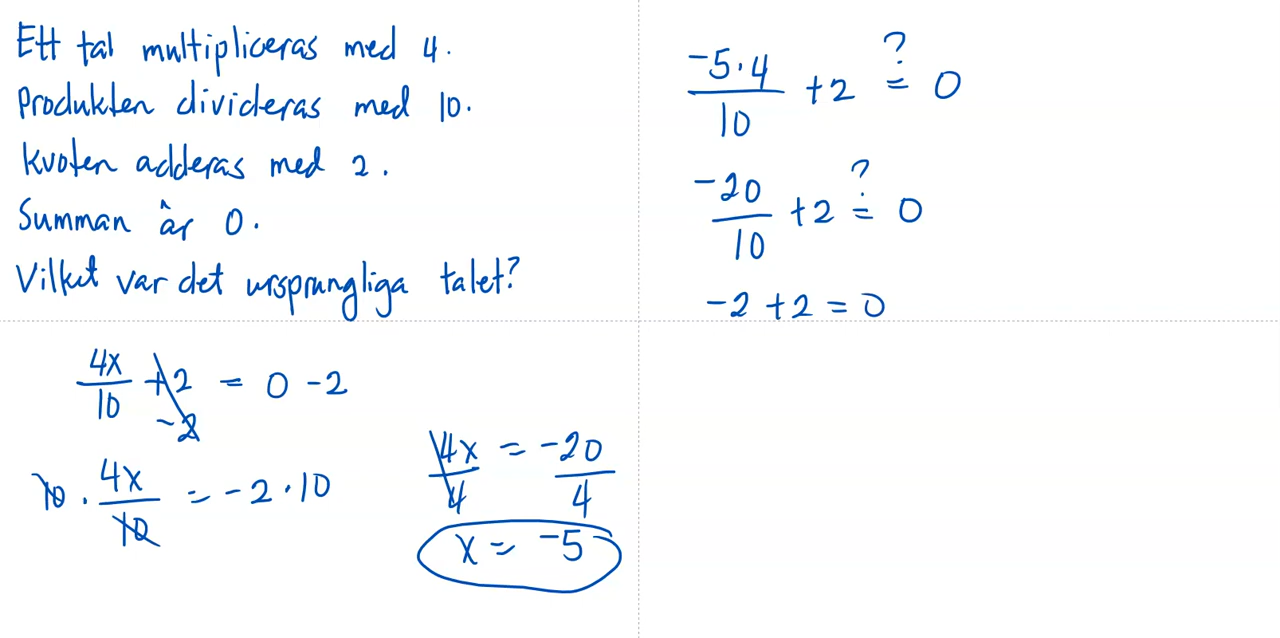 Ett tal multipliceras med 4.
Produkten divideras med 10.
Kvoten adderas med 2.
Summan är 0.
Vilket var det ursprungliga talet?
4x/10 + 2 = 0 - 2
-2
10 · 4x/10 = -2 · 10
4x/4 = -20/4
x = -5
-5·4/10 + 2 ?= 0
-20/10 + 2 ?= 0
-2 + 2 = 0